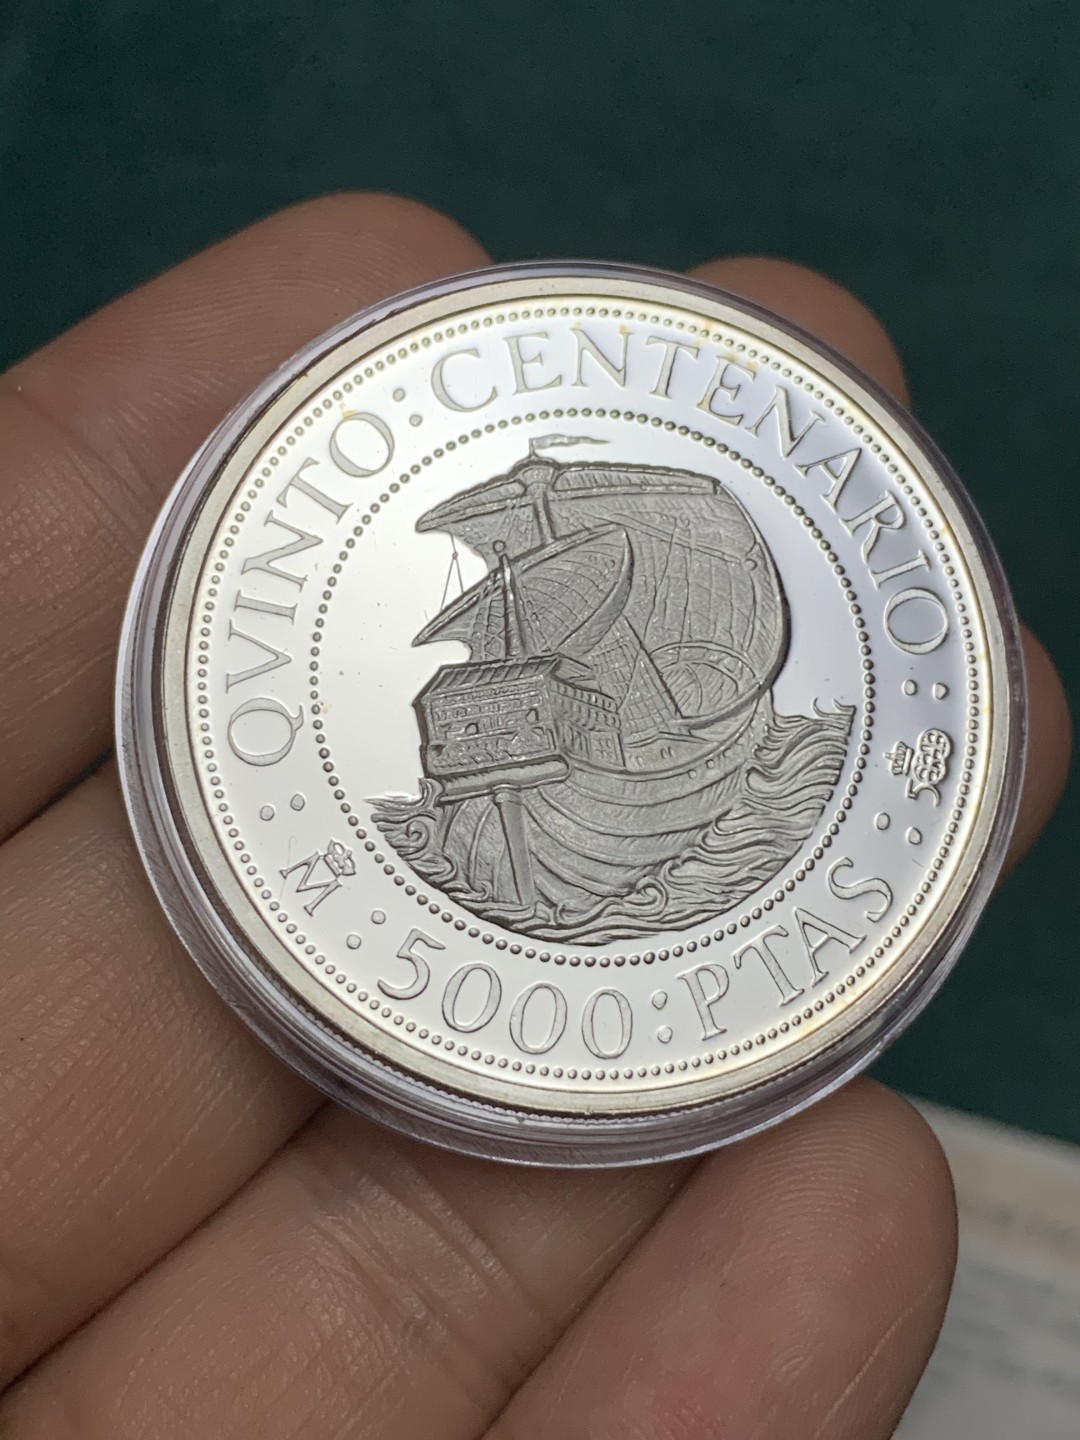 QVINTO : CENTENARIO :
M : 5000 : PTAS :